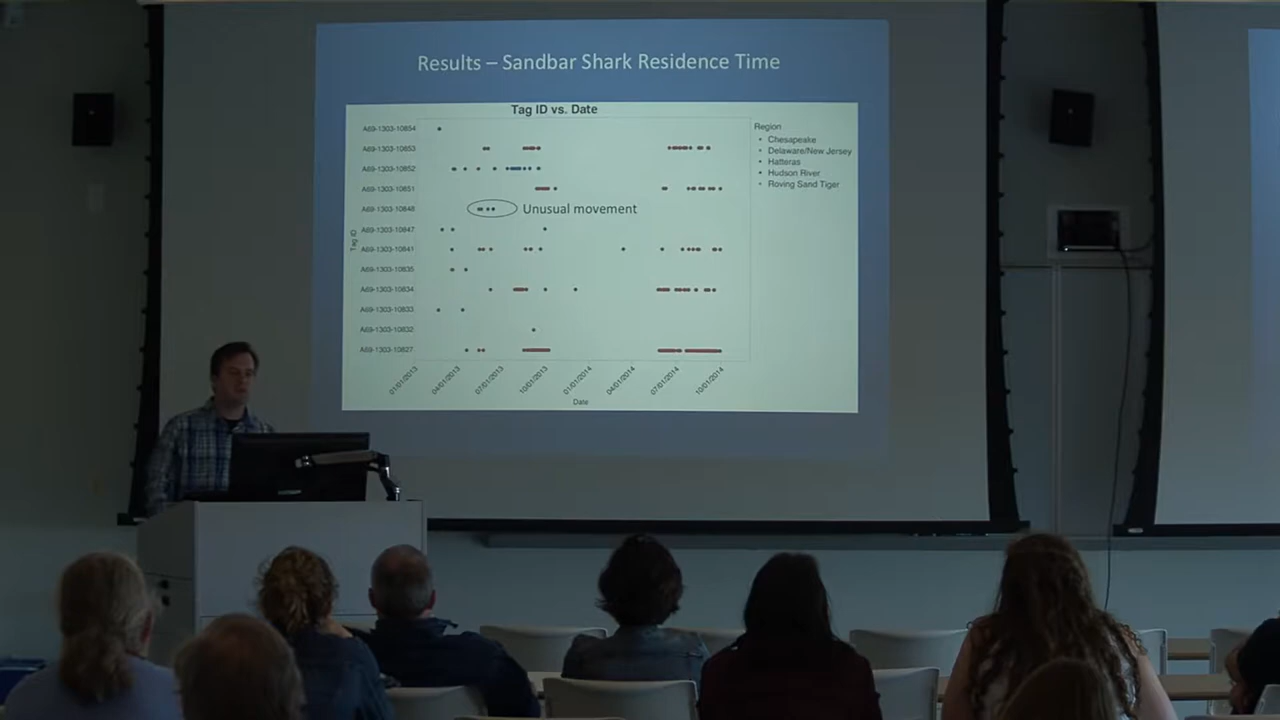 Results – Sandbar Shark Residence Time
Tag ID vs. Date
A69-1303-10854
A69-1303-10853
A69-1303-10852
A69-1303-10851
A69-1303-10848
A69-1303-10847
A69-1303-10841
A69-1303-10835
A69-1303-10834
A69-1303-10833
A69-1303-10832
A69-1303-10827
Tag ID
Unusual movement
Region
Chesapeake
Delaware/New Jersey
Hatteras
Hudson River
Roving Sand Tiger
01/01/2013
04/01/2013
07/01/2013
10/01/2013
01/01/2014
04/01/2014
07/01/2014
10/01/2014
Date